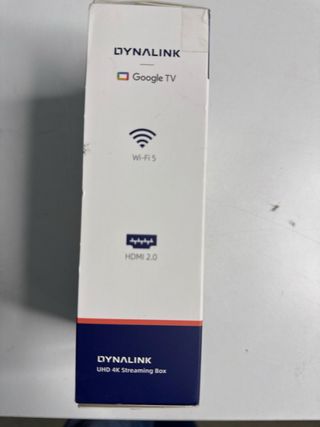 DYNALINK
Google TV
Wi-Fi 5
HDMI 2.0
DYNALINK
UHD 4K Streaming Box